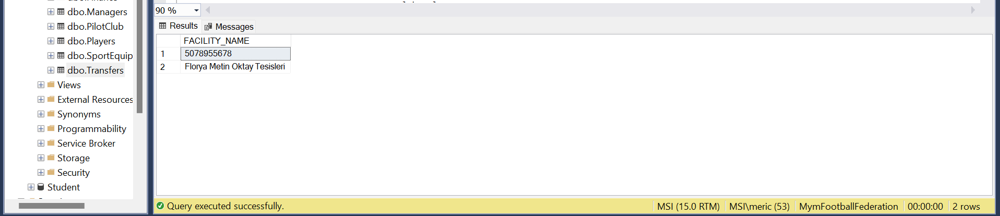 dbo.Managers
dbo.PilotClub
dbo.Players
dbo.SportEquip
dbo.Transfers
Views
External Resources
Synonyms
Programmability
Service Broker
Storage
Security
Student
90 %
Results Messages
FACILITY_NAME
1 5078955678
2 Florya Metin Oktay Tesisleri
Query executed successfully. MSI (15.0 RTM) MSI\meric (53) MymFootballFederation 00:00:00 2 rows